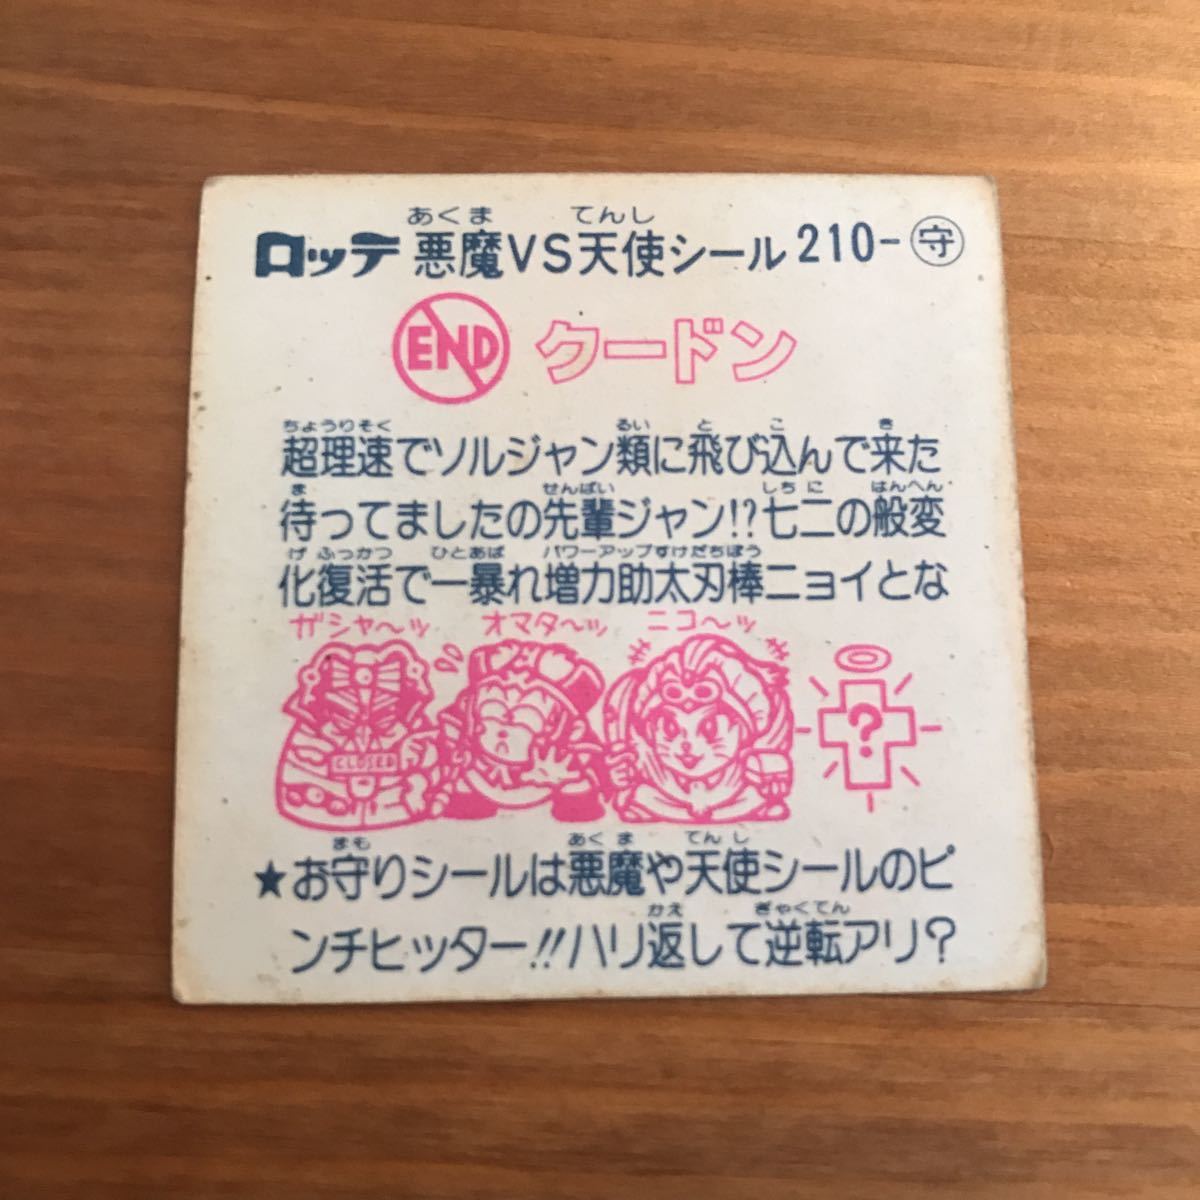 あくま てんし
ロッテ 悪魔VS天使シール 210-守
END クードン
ちょうりそく るい と こ き
超理速でソルジャン類に飛び込んで来た
ま せんぱい しちに はんへん
待ってましたの先輩ジャン!?七二の般変
げ ふっかつ ひとあば パワーアップすけだちぼう
化復活で一暴れ増力助太刃棒ニョイとな
ガシャ〜ッ オマタ〜ッ ニコ〜ッ
CLOSED ?
まも あくま てんし
★お守りシールは悪魔や天使シールのピ
かえ ぎゃくてん
ンチヒッター!!ハリ返して逆転アリ?